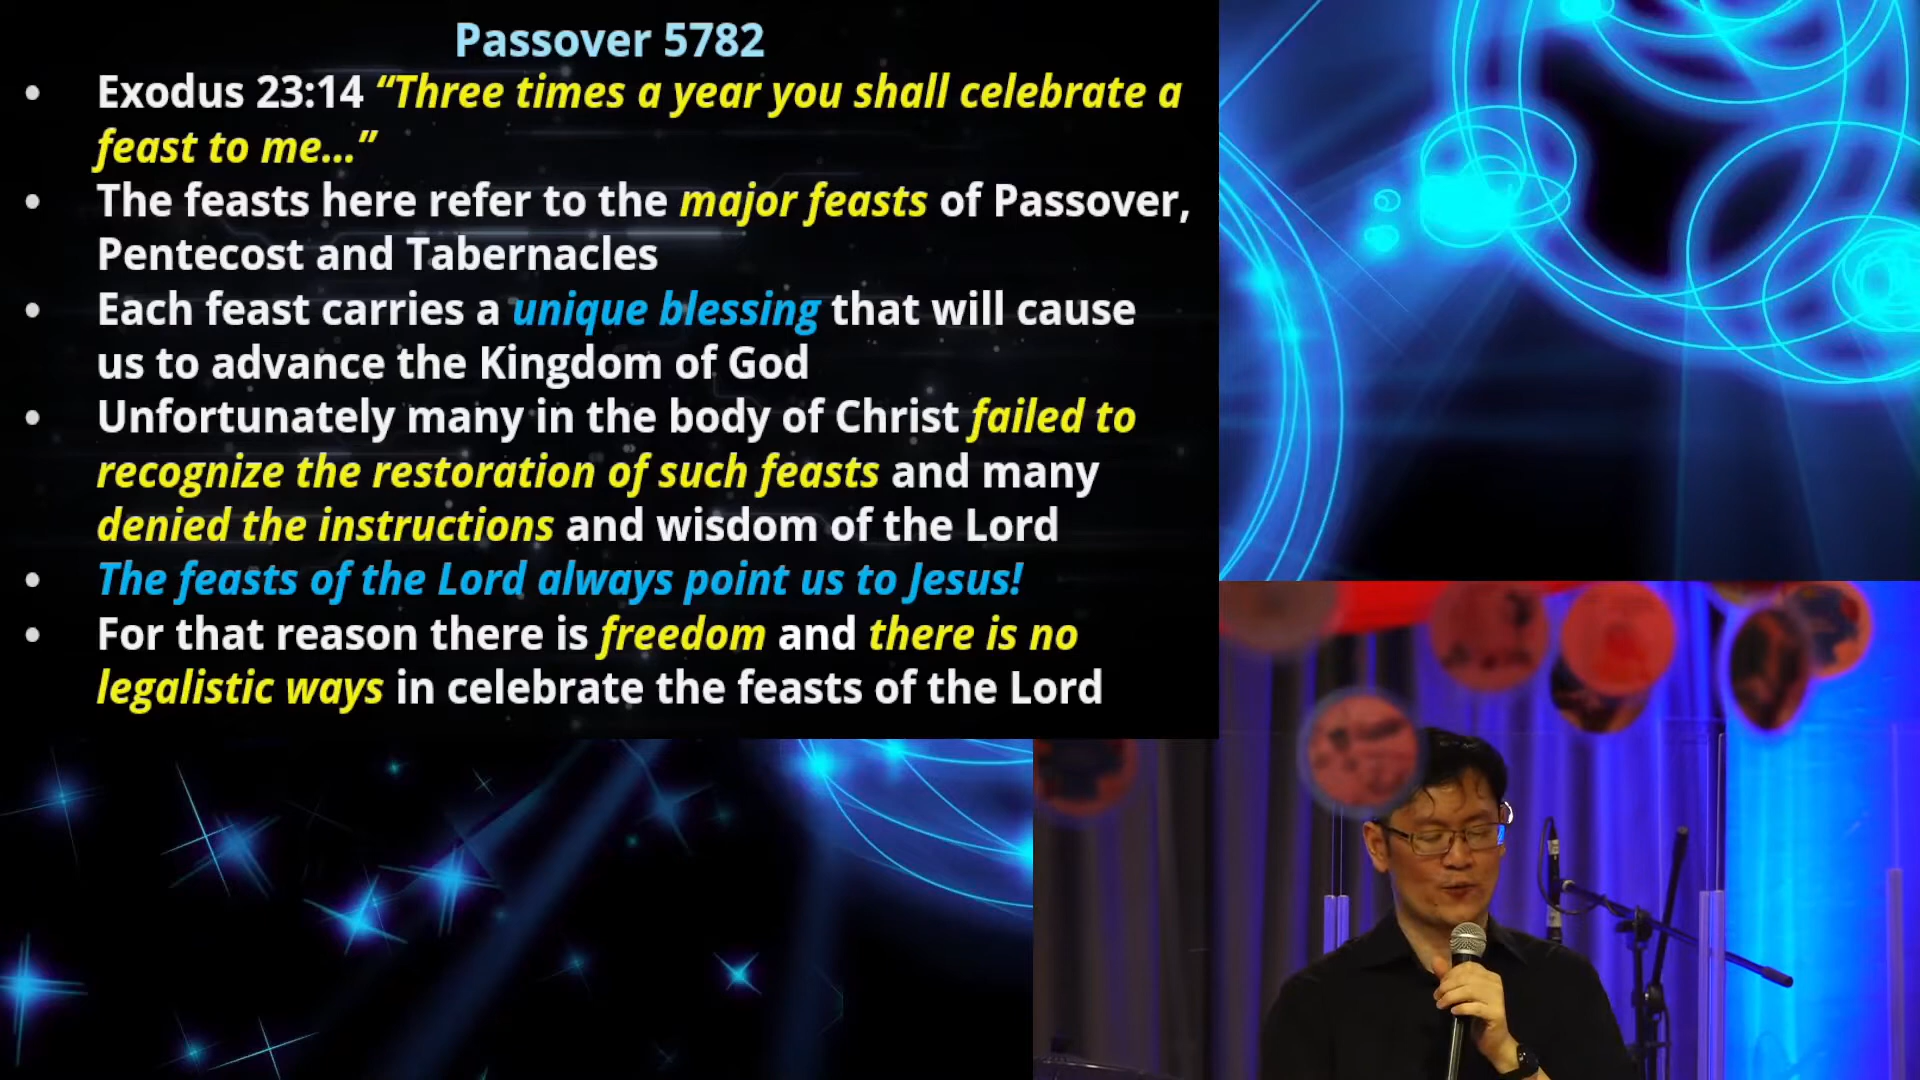 Passover 5782
• Exodus 23:14 “Three times a year you shall celebrate a
feast to me...”
• The feasts here refer to the major feasts of Passover,
Pentecost and Tabernacles
• Each feast carries a unique blessing that will cause
us to advance the Kingdom of God
• Unfortunately many in the body of Christ failed to
recognize the restoration of such feasts and many
denied the instructions and wisdom of the Lord
• The feasts of the Lord always point us to Jesus!
• For that reason there is freedom and there is no
legalistic ways in celebrate the feasts of the Lord